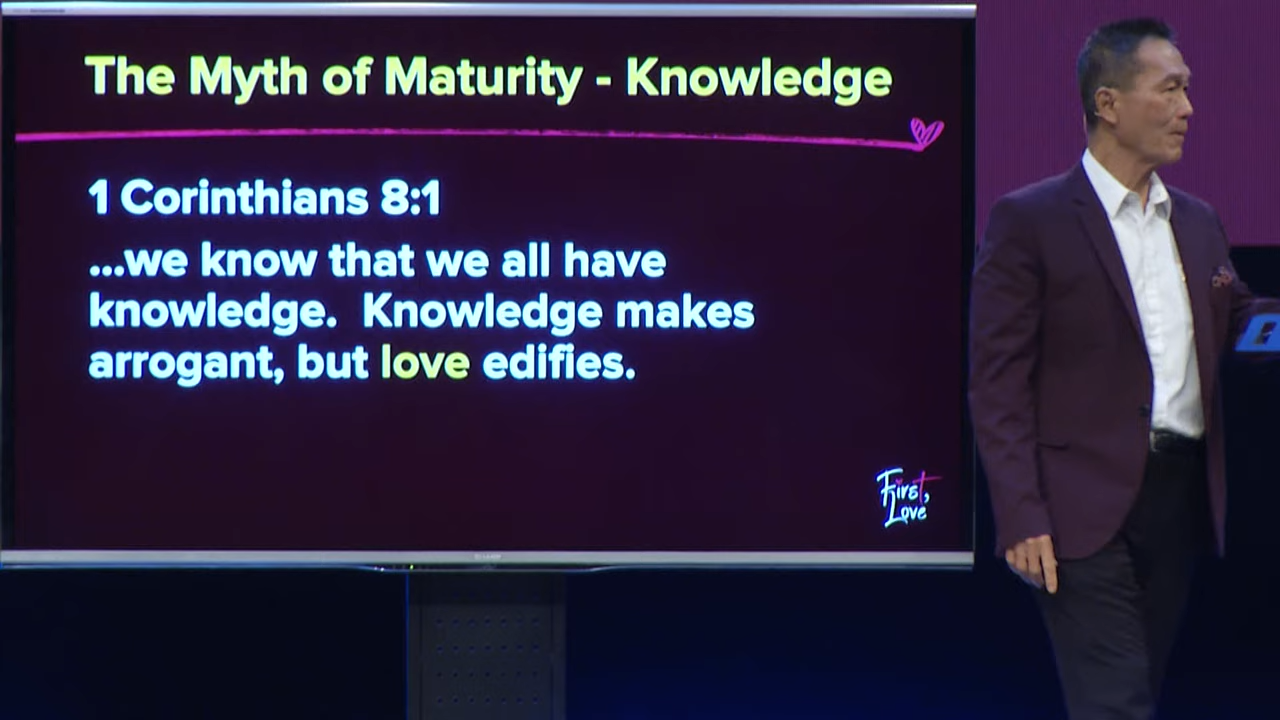 The Myth of Maturity - Knowledge
1 Corinthians 8:1
...we know that we all have
knowledge.  Knowledge makes
arrogant, but love edifies.
First,
Love